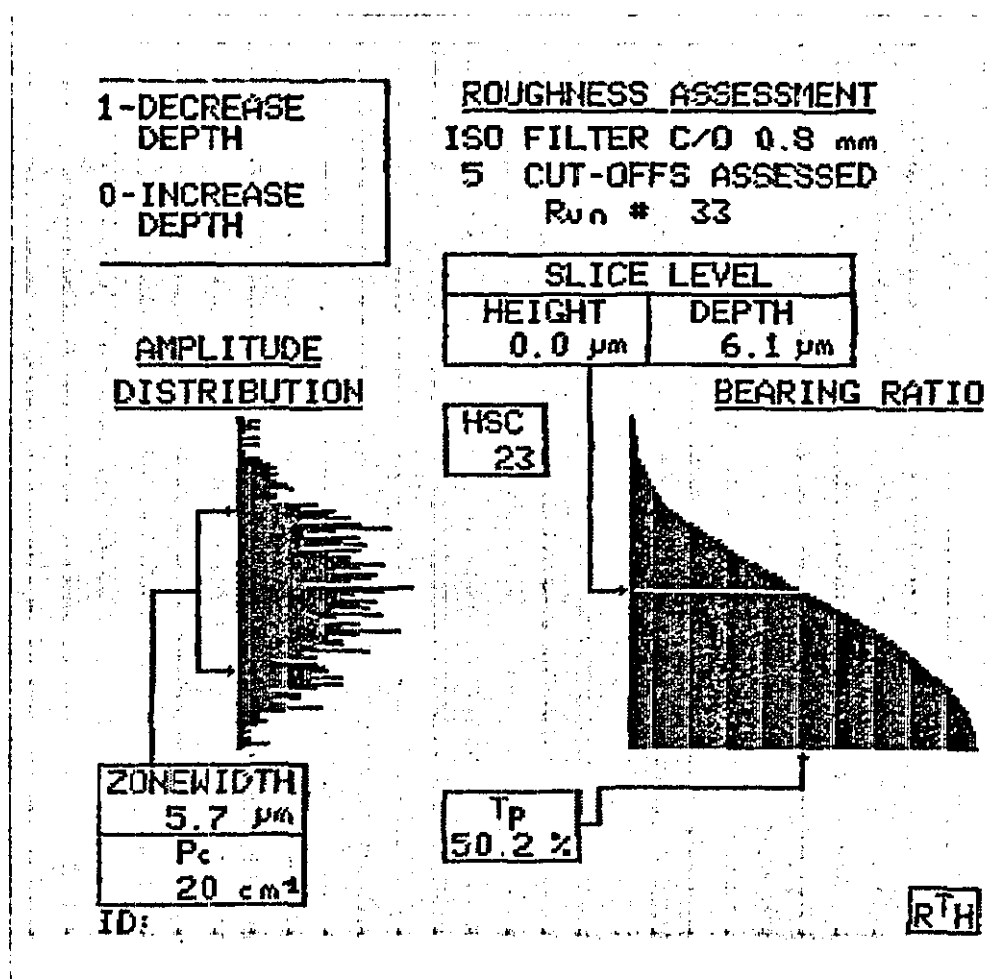 1-DECREASE
DEPTH
0-INCREASE
DEPTH
ROUGHNESS ASSESSMENT
ISO FILTER C/O 0.8 mm
5 CUT-OFFS ASSESSED
Run # 33
SLICE LEVEL
HEIGHT DEPTH
0.0 µm 6.1 µm
AMPLITUDE
DISTRIBUTION
BEARING RATIO
HSC
23
ZONEWIDTH
5.7 µm
Pc
20 cm⁻¹
Tp
50.2 %
ID:
RTH